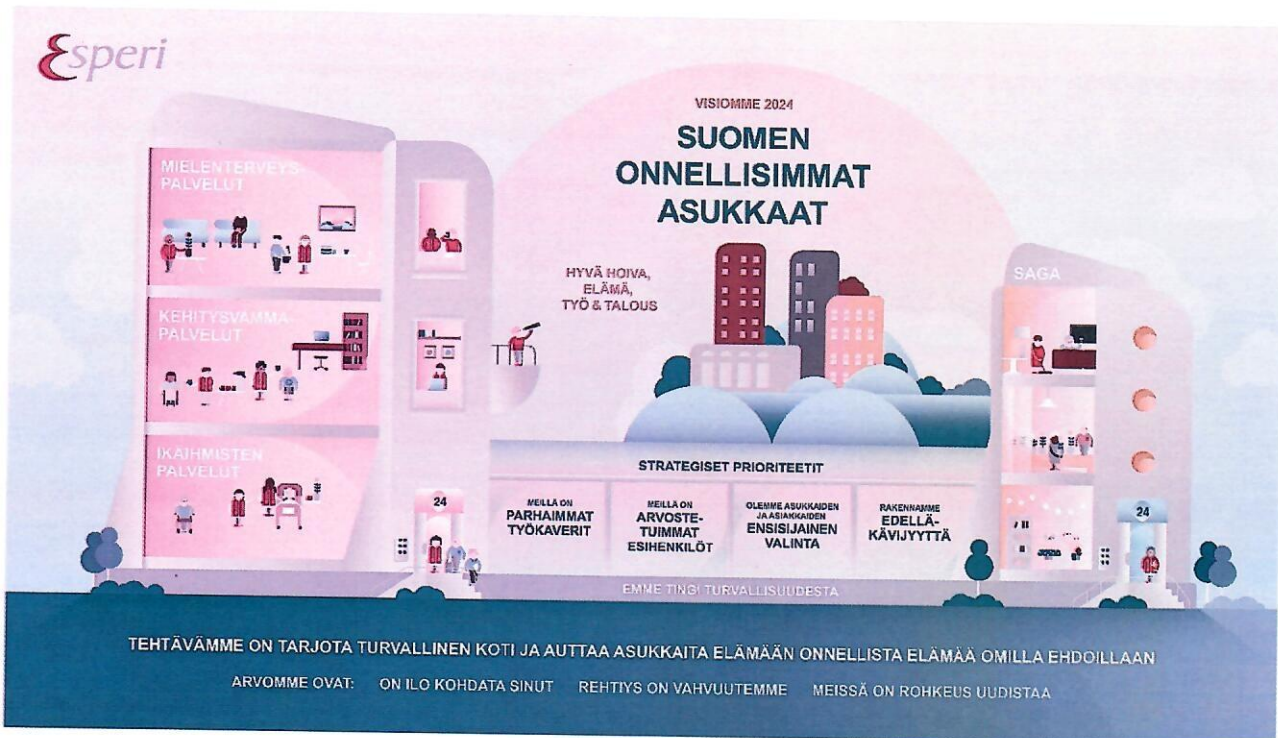 Esperi
VISIOMME 2024
SUOMEN
ONNELLISIMMAT
ASUKKAAT
HYVÄ HOIVA,
ELÄMÄ,
TYÖ & TALOUS
MIELENTERVEYS
PALVELUT
KEHITYSVAMMA-
PALVELUT
IKÄIHMISTEN
PALVELUT
24
SAGA
24
STRATEGISET PRIORITEETIT
MEILLÄ ON
PARHAIMMAT
TYÖKAVERIT
MEILLÄ ON
ARVOSTE-
TUIMMAT
ESIHENKILÖT
OLEMME ASUKKAIDEN
JA ASIAKKAIDEN
ENSISIJAINEN
VALINTA
RAKENNAMME
EDELLÄ-
KÄVIJYYTTÄ
EMME TINGI TURVALLISUUDESTA
TEHTÄVÄMME ON TARJOTA TURVALLINEN KOTI JA AUTTAA ASUKKAITA ELÄMÄÄN ONNELLISTA ELÄMÄÄ OMILLA EHDOILLAAN
ARVOMME OVAT: ON ILO KOHDATA SINUT REHTIYS ON VAHVUUTEMME MEISSÄ ON ROHKEUS UUDISTAA